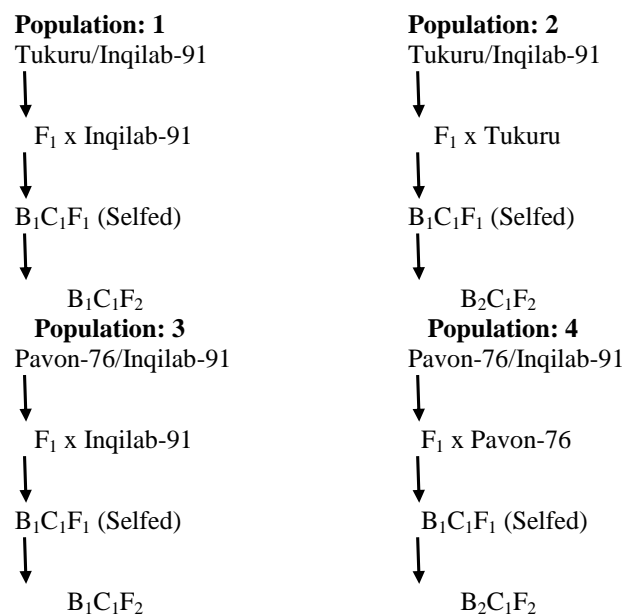 Population: 1
Tukuru/Inqilab-91
F₁ x Inqilab-91
B₁C₁F₁ (Selfed)
B₁C₁F₂
Population: 2
Tukuru/Inqilab-91
F₁ x Tukuru
B₁C₁F₁ (Selfed)
B₂C₁F₂
Population: 3
Pavon-76/Inqilab-91
F₁ x Inqilab-91
B₁C₁F₁ (Selfed)
B₁C₁F₂
Population: 4
Pavon-76/Inqilab-91
F₁ x Pavon-76
B₁C₁F₁ (Selfed)
B₂C₁F₂